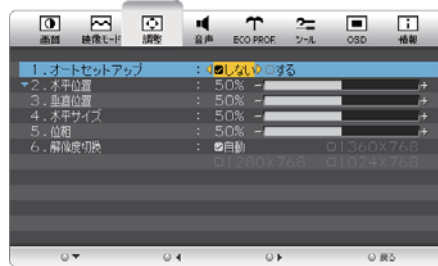 画質 映像モード 調整 音声 ECO PROF. ツール OSD 情報
1.オートセットアップ : しない する
2.水平位置 : 50% - +
3.垂直位置 : 50% - +
4.水平サイズ : 50% - +
5.位相 : 50% - +
6.解像度切換 : 自動 1360X768
1280X768 1024X768
戻る